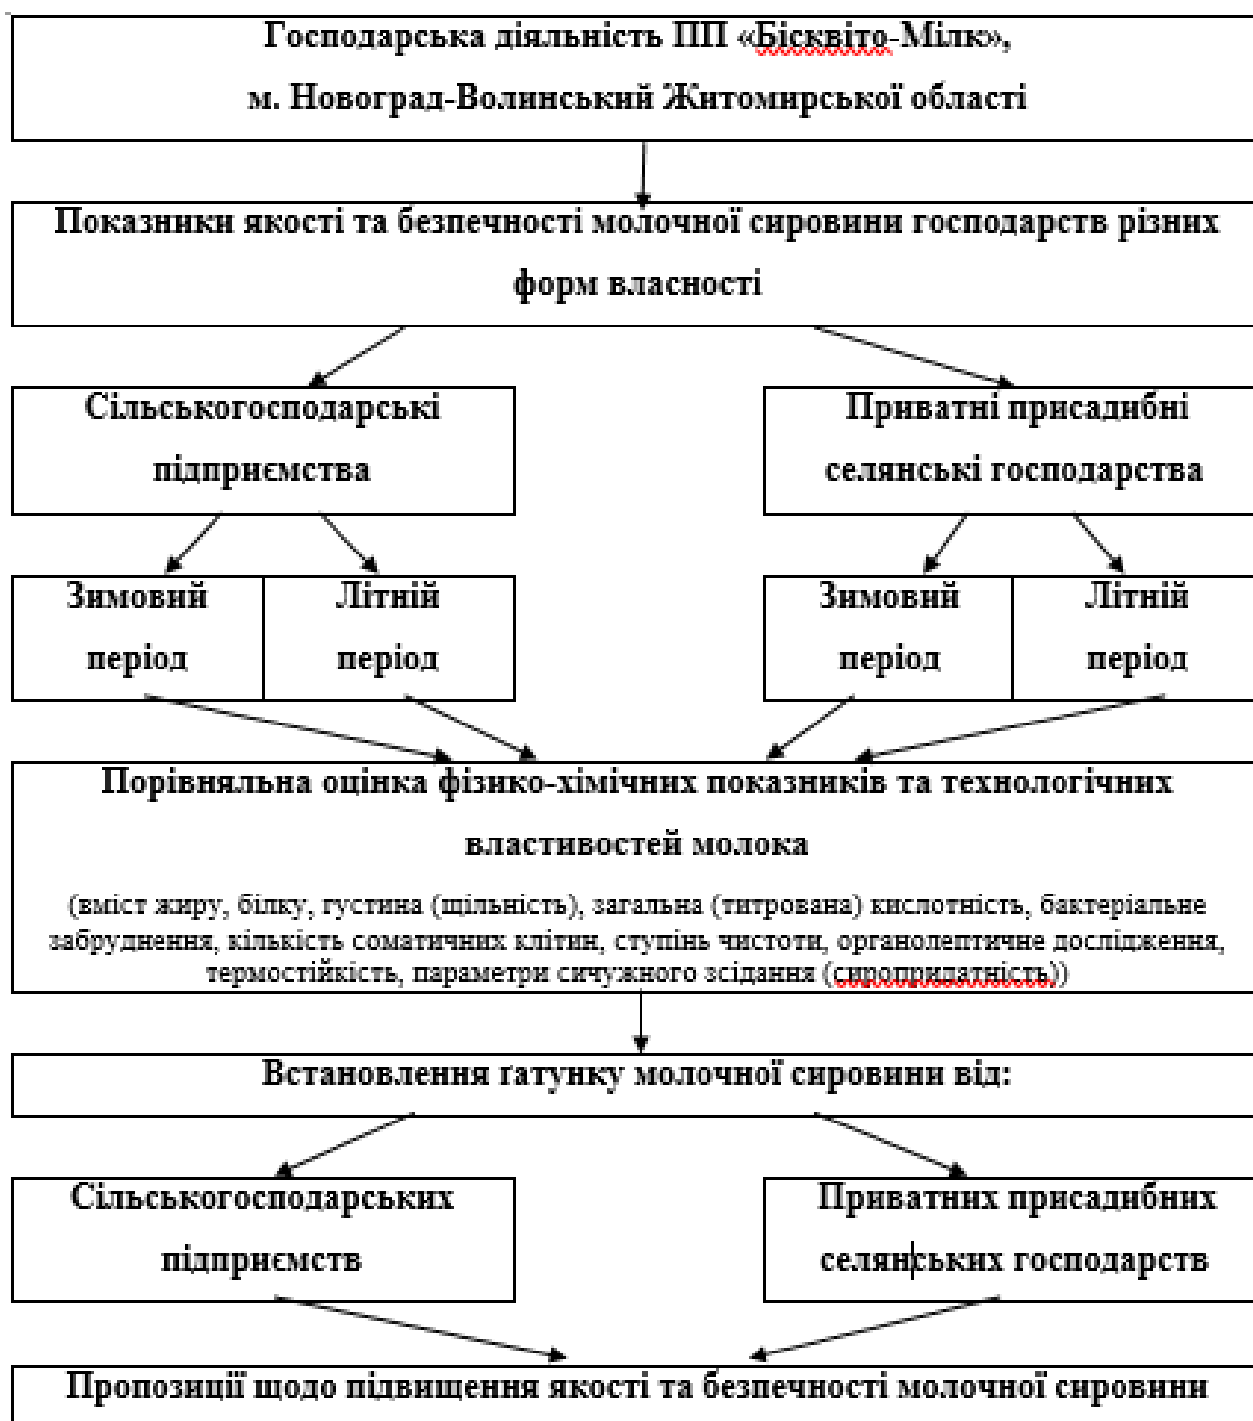 Господарська діяльність ПП «Бісквіто-Мілк»,
м. Новоград-Волинський Житомирської області
Показники якості та безпечності молочної сировини господарств різних
форм власності
Сільськогосподарські
підприємства
Приватні присадибні
селянські господарства
Зимовий
період
Літній
період
Зимовий
період
Літній
період
Порівняльна оцінка фізико-хімічних показників та технологічних
властивостей молока
(вміст жиру, білку, густина (щільність), загальна (титрована) кислотність, бактеріальне
забруднення, кількість соматичних клітин, ступінь чистоти, органолептичне дослідження,
термостійкість, параметри сичужного зсідання (сиропридатність))
Встановлення ґатунку молочної сировини від:
Сільськогосподарських
підприємств
Приватних присадибних
селянських господарств
Пропозиції щодо підвищення якості та безпечності молочної сировини